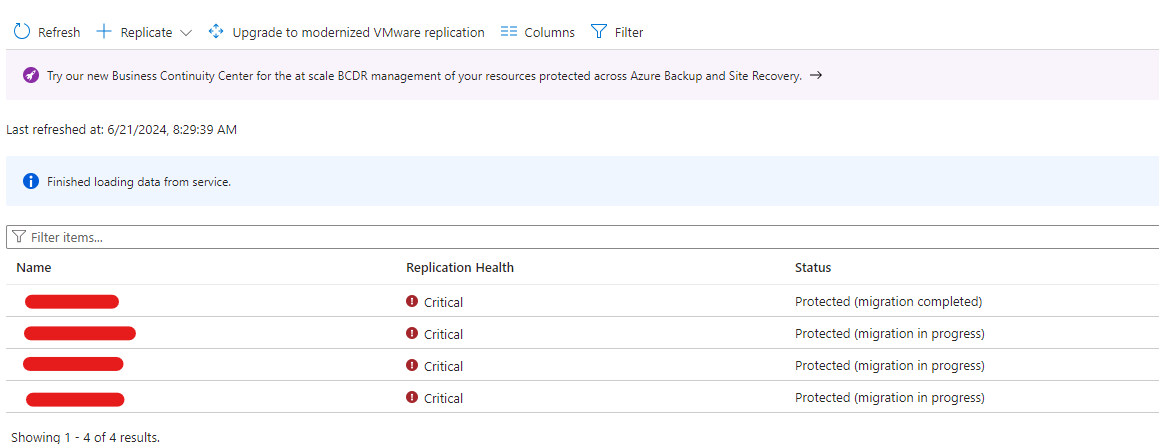 Refresh Replicate Upgrade to modernized VMware replication Columns Filter
Try our new Business Continuity Center for the at scale BCDR management of your resources protected across Azure Backup and Site Recovery. →
Last refreshed at: 6/21/2024, 8:29:39 AM
Finished loading data from service.
Filter items...
Name Replication Health Status
Critical Protected (migration completed)
Critical Protected (migration in progress)
Critical Protected (migration in progress)
Critical Protected (migration in progress)
Showing 1 - 4 of 4 results.